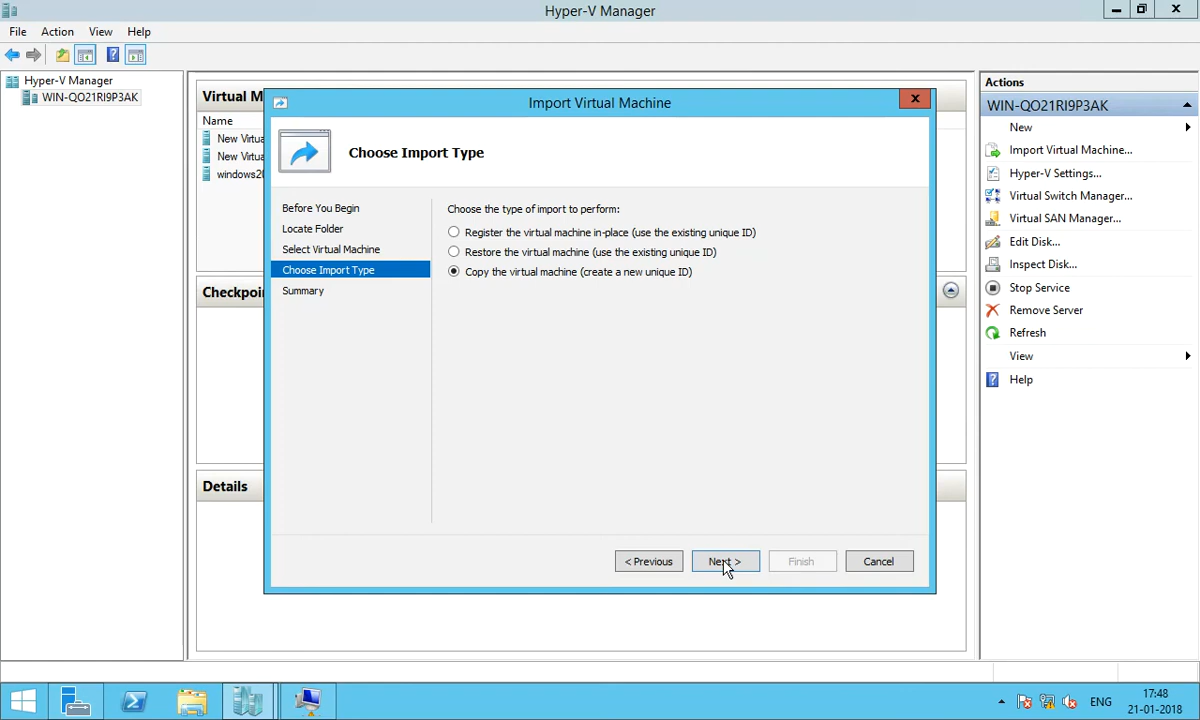 Hyper-V Manager
File Action View Help
Hyper-V Manager
WIN-QO21RI9P3AK
Virtual M
Name
New Virtua
New Virtua
windows20
Checkpoin
Details
Import Virtual Machine
Choose Import Type
Before You Begin
Locate Folder
Select Virtual Machine
Choose Import Type
Summary
Choose the type of import to perform:
Register the virtual machine in-place (use the existing unique ID)
Restore the virtual machine (use the existing unique ID)
Copy the virtual machine (create a new unique ID)
< Previous
Next >
Finish
Cancel
Actions
WIN-QO21RI9P3AK
New
Import Virtual Machine...
Hyper-V Settings...
Virtual Switch Manager...
Virtual SAN Manager...
Edit Disk...
Inspect Disk...
Stop Service
Remove Server
Refresh
View
Help
ENG
17:48
21-01-2018